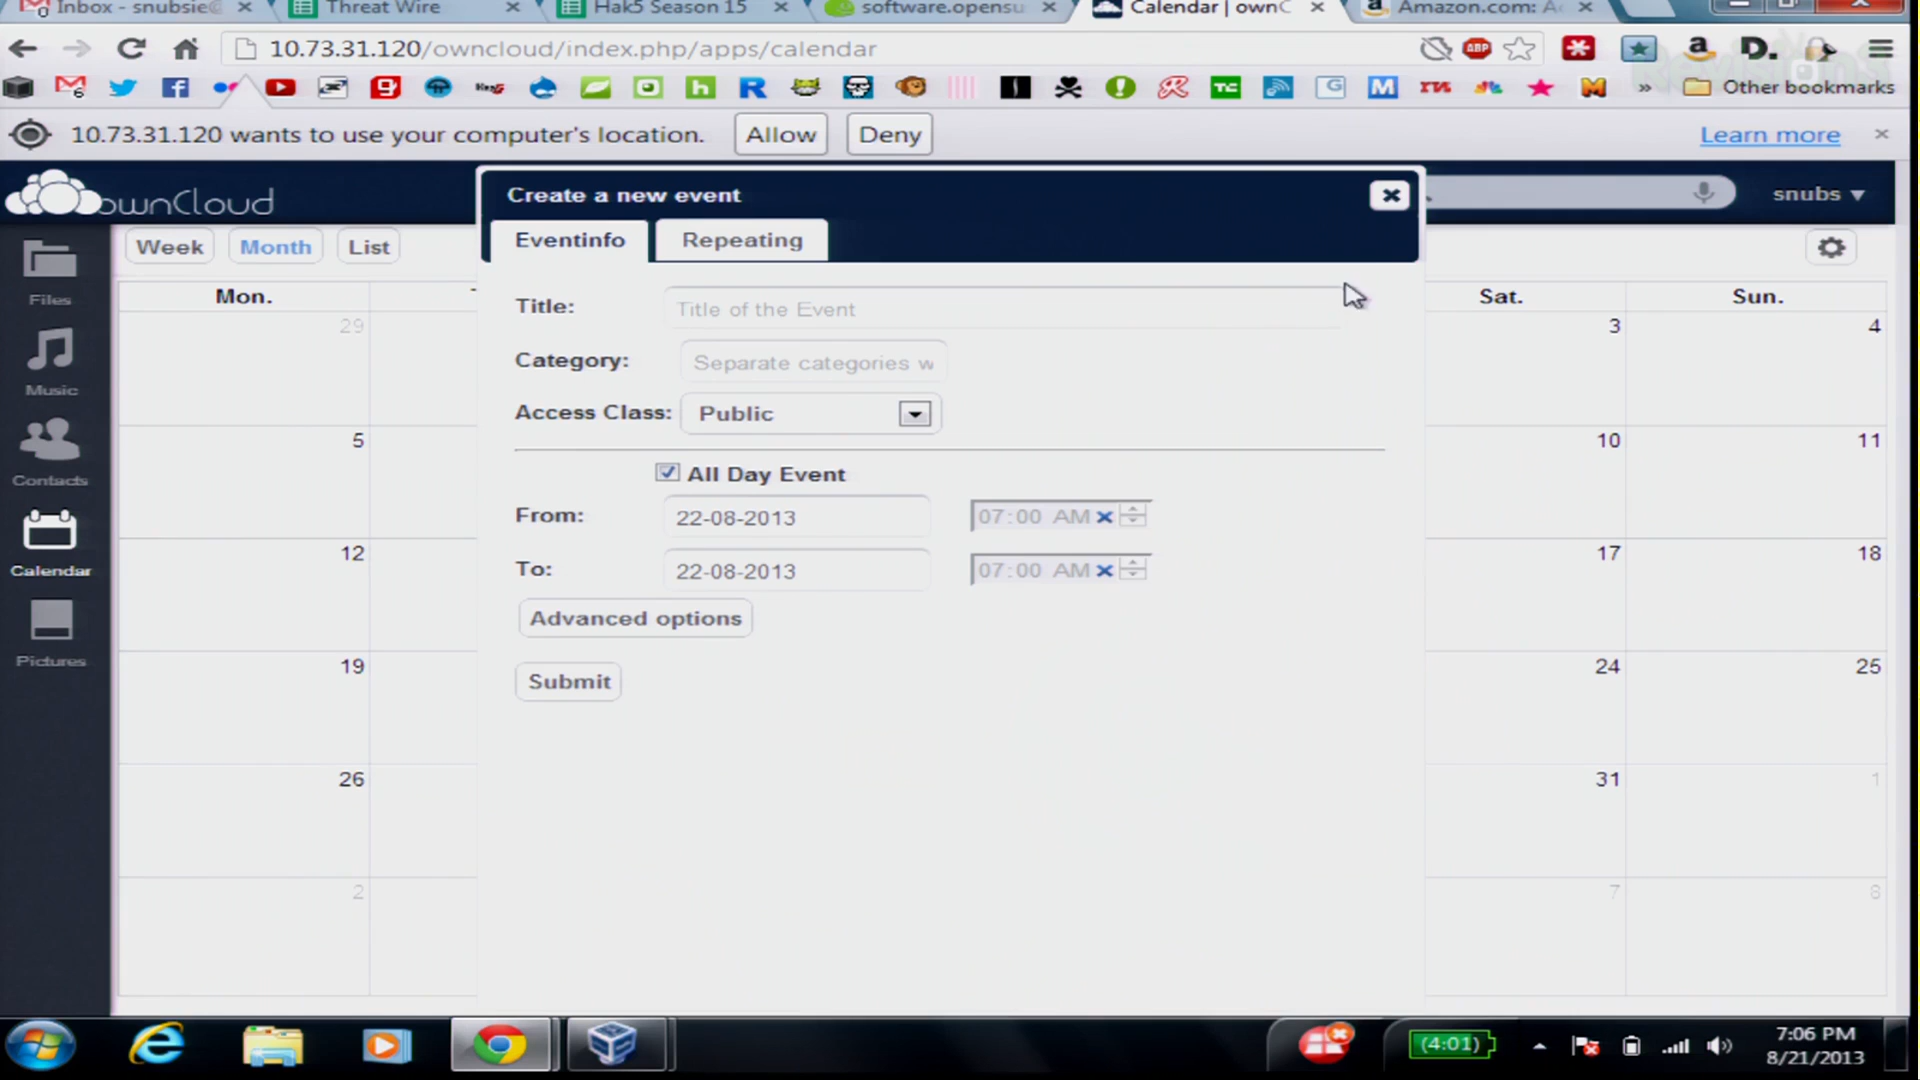 Inbox - snubsie@
Threat Wire
Hak5 Season 15
software.opensu
Calendar | ownC
Amazon.com: Ac
10.73.31.120/owncloud/index.php/apps/calendar
ABP
Other bookmarks
10.73.31.120 wants to use your computer's location.
Allow
Deny
Learn more
ownCloud
Create a new event
snubs
Week
Month
List
Eventinfo
Repeating
Mon.
Sat.
Sun.
Files
Music
Contacts
Calendar
Pictures
29
3
4
5
10
11
12
17
18
19
24
25
26
31
1
2
7
8
Title:
Title of the Event
Category:
Separate categories w
Access Class:
Public
All Day Event
From:
22-08-2013
07:00 AM
To:
22-08-2013
07:00 AM
Advanced options
Submit
(4:01)
7:06 PM
8/21/2013